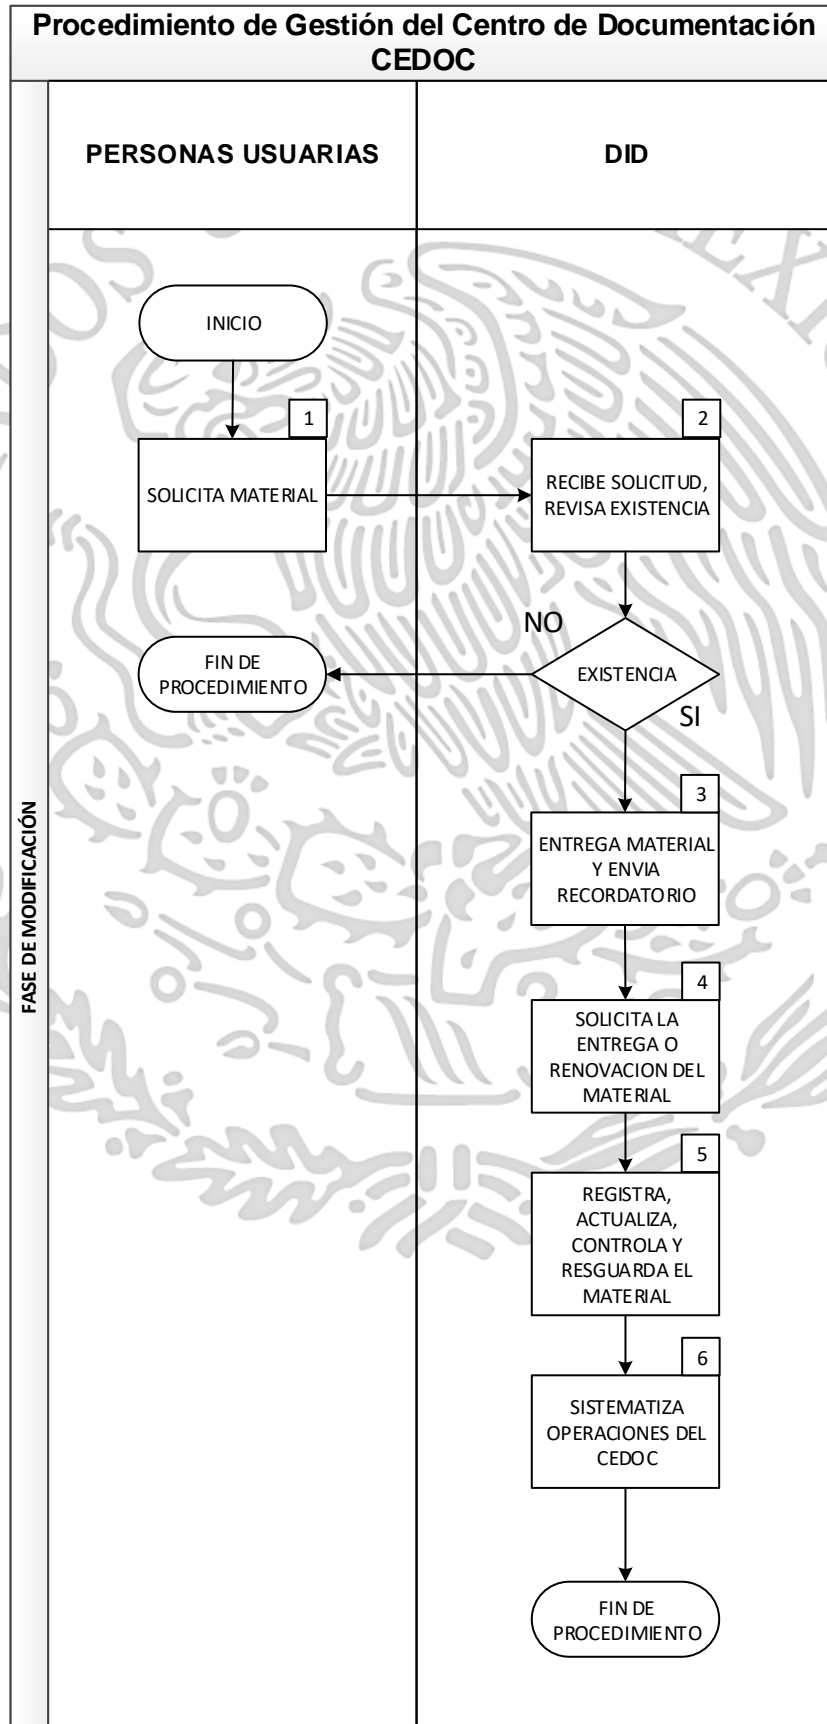 Procedimiento de Gestión del Centro de Documentación
CEDOC
PERSONAS USUARIAS
DID
FASE DE MODIFICACIÓN
INICIO
1
SOLICITA MATERIAL
2
RECIBE SOLICITUD,
REVISA EXISTENCIA
NO
EXISTENCIA
SI
FIN DE
PROCEDIMIENTO
3
ENTREGA MATERIAL
Y ENVIA
RECORDATORIO
4
SOLICITA LA
ENTREGA O
RENOVACION DEL
MATERIAL
5
REGISTRA,
ACTUALIZA,
CONTROLA Y
RESGUARDA EL
MATERIAL
6
SISTEMATIZA
OPERACIONES DEL
CEDOC
FIN DE
PROCEDIMIENTO